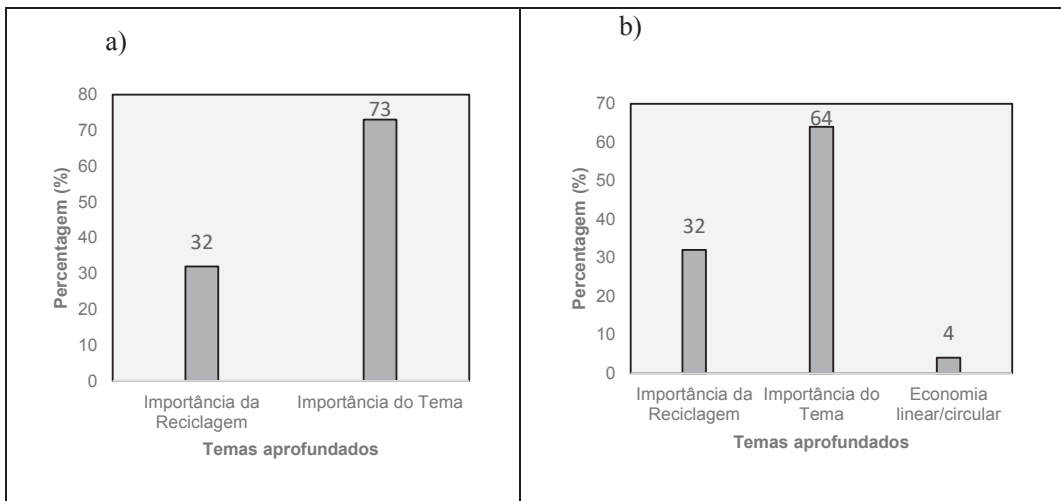 a)
80
70
60
50
40
30
20
10
0
Percentagem (%)
32
73
Importância da
Reciclagem
Importância do Tema
Temas aprofundados
b)
70
60
50
40
30
20
10
0
Percentagem (%)
32
64
4
Importância da
Reciclagem
Importância do
Tema
Economia
linear/circular
Temas aprofundados